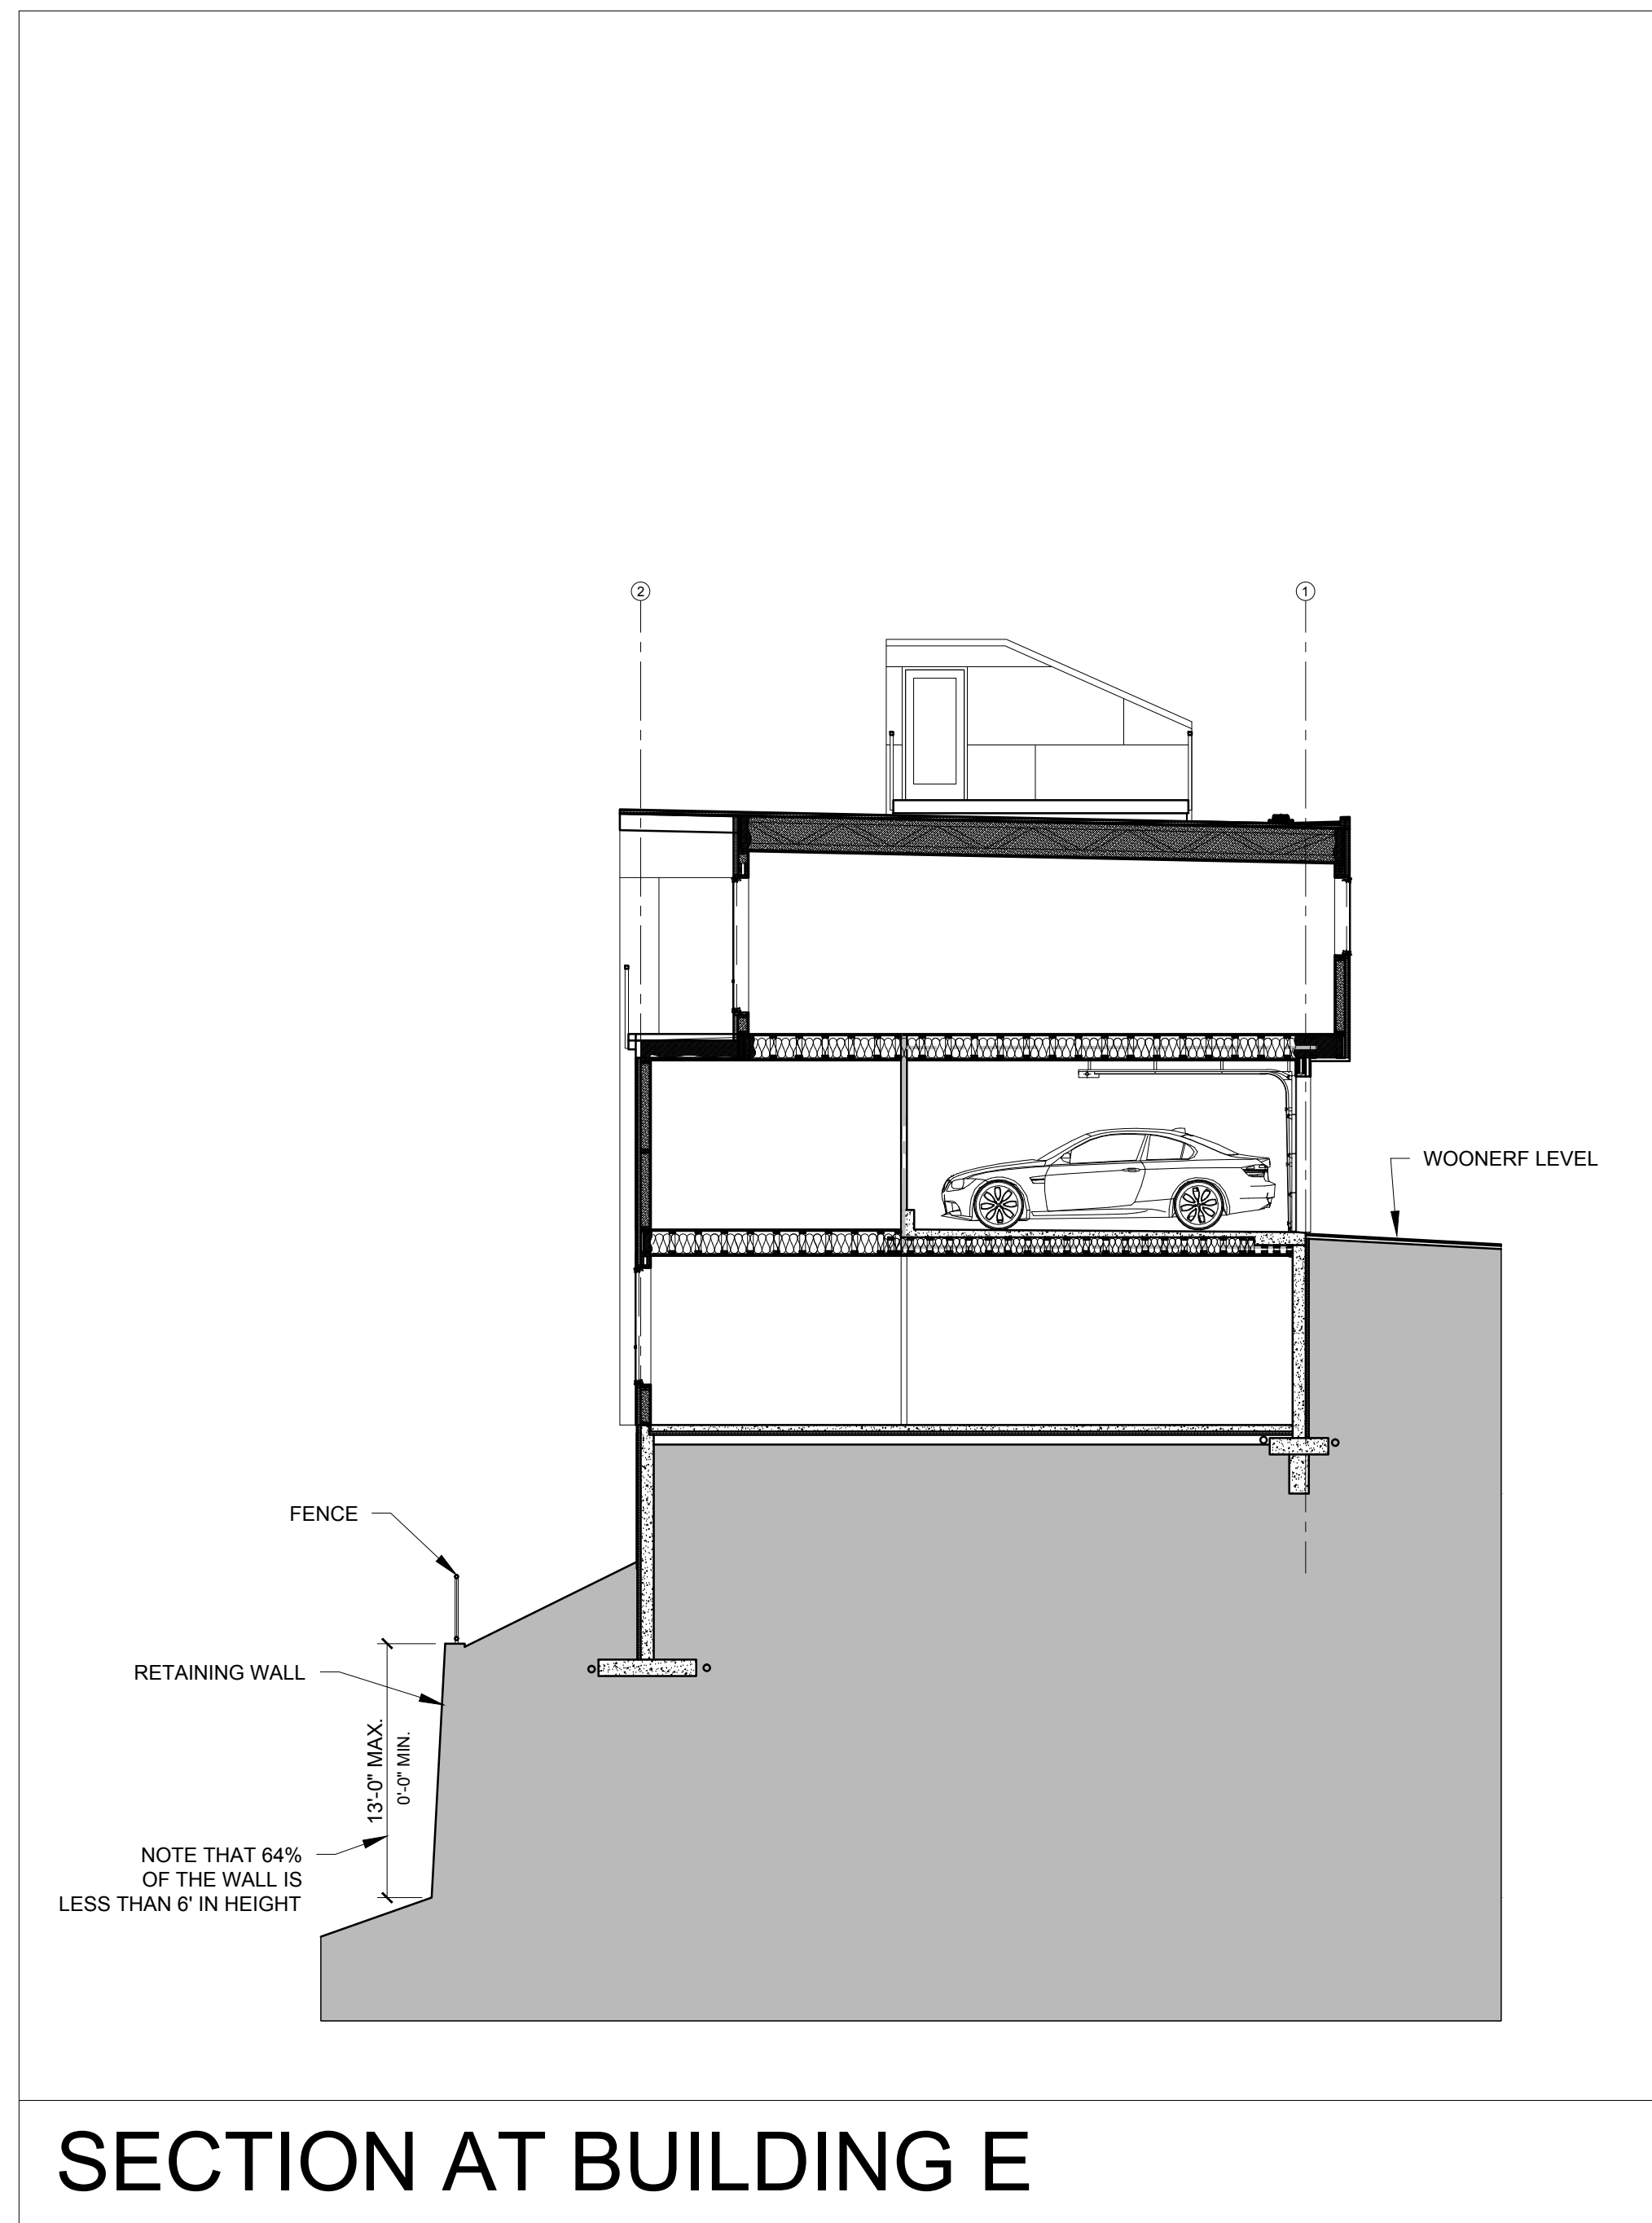 2
1
WOONERF LEVEL
FENCE
RETAINING WALL
13'-0" MAX.
0'-0" MIN.
NOTE THAT 64%
OF THE WALL IS
LESS THAN 6' IN HEIGHT
SECTION AT BUILDING E